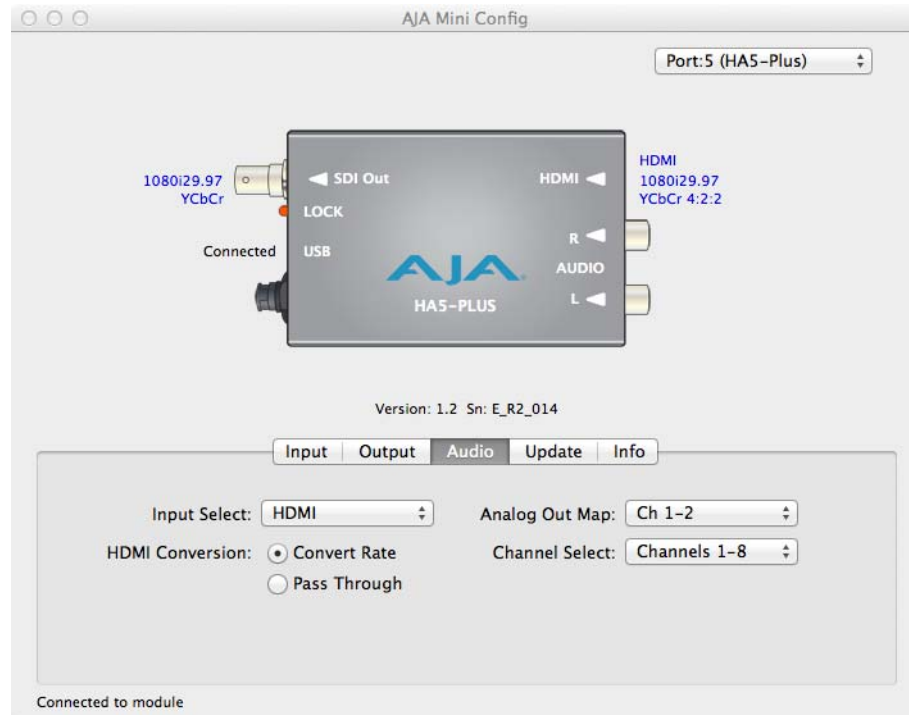 AJA Mini Config
Port:5 (HA5-Plus)
SDI Out
HDMI
HDMI
1080i29.97
1080i29.97
YCbCr
YCbCr 4:2:2
LOCK
R
Connected
USB
AJA
AUDIO
HA5-PLUS
L
Version: 1.2 Sn: E_R2_014
Input Output Audio Update Info
Input Select: HDMI Analog Out Map: Ch 1-2
HDMI Conversion: Convert Rate Channel Select: Channels 1-8
Pass Through
Connected to module